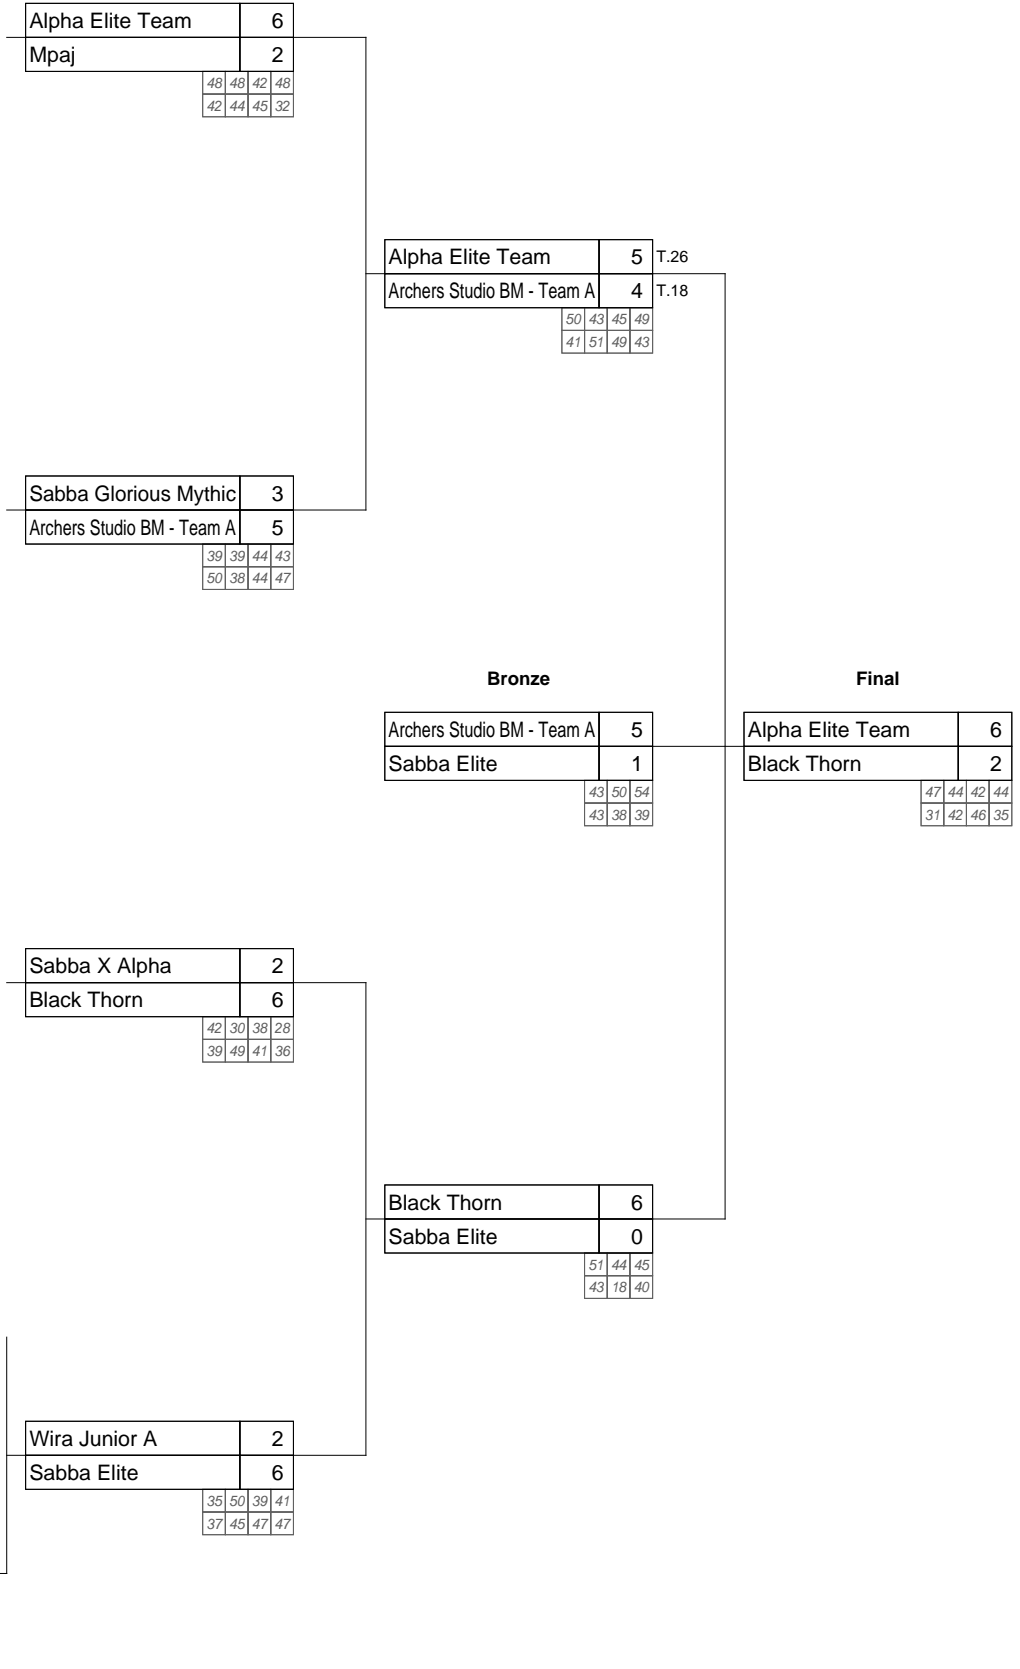 Alpha Elite Team 6
Mpaj 2
48 48 42 48
42 44 45 32
Alpha Elite Team 5 T.26
Archers Studio BM - Team A 4 T.18
50 43 45 49
41 51 49 43
Sabba Glorious Mythic 3
Archers Studio BM - Team A 5
39 39 44 43
50 38 44 47
Bronze Final
Archers Studio BM - Team A 5 Alpha Elite Team 6
Sabba Elite 1 Black Thorn 2
43 50 54 47 44 42 44
43 38 39 31 42 46 35
Sabba X Alpha 2
Black Thorn 6
42 30 38 28
39 49 41 36
Black Thorn 6
Sabba Elite 0
51 44 45
43 18 40
Wira Junior A 2
Sabba Elite 6
35 50 39 41
37 45 47 47